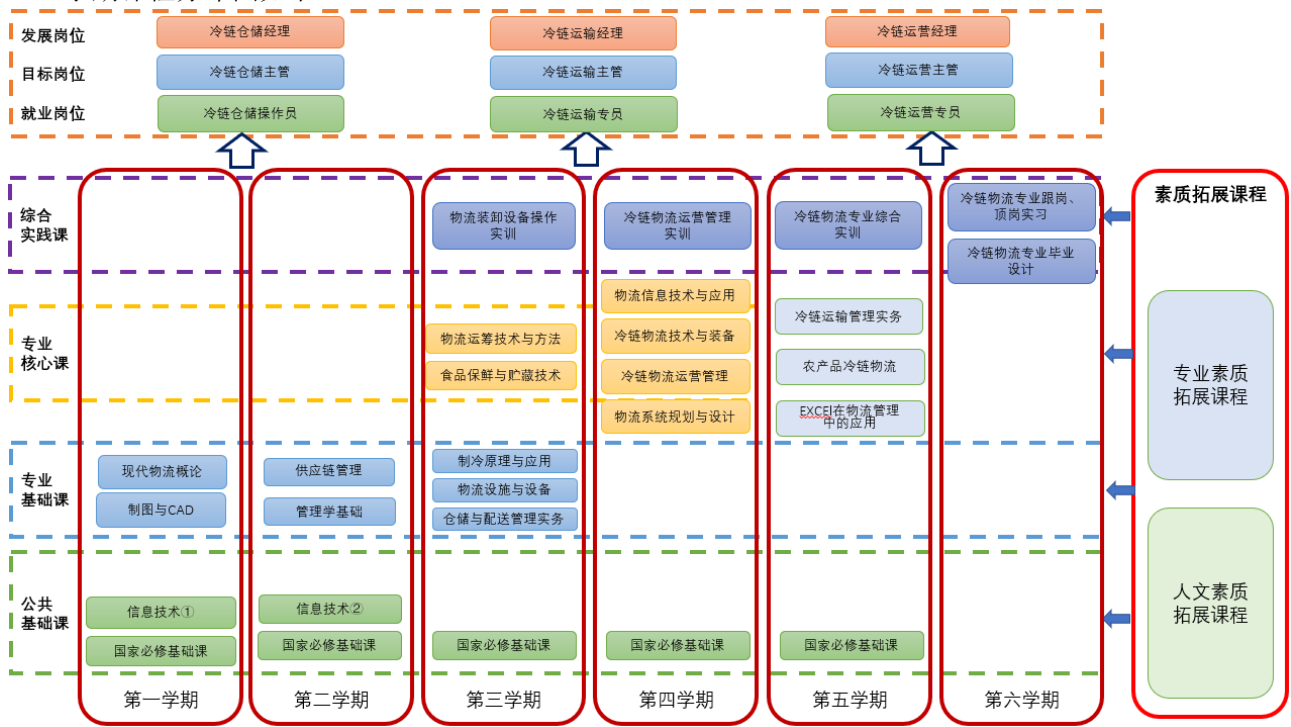 发展岗位
冷链仓储经理
冷链运输经理
冷链运营经理
目标岗位
冷链仓储主管
冷链运输主管
冷链运营主管
就业岗位
冷链仓储操作员
冷链运输专员
冷链运营专员
综合
实践课
物流装卸设备操作
实训
冷链物流运营管理
实训
冷链物流专业综合
实训
冷链物流专业跟岗、
顶岗实习
冷链物流专业毕业
设计
专业
核心课
物流运筹技术与方法
食品保鲜与贮藏技术
物流信息技术与应用
冷链物流技术与装备
冷链物流运营管理
物流系统规划与设计
冷链运输管理实务
农产品冷链物流
EXCEl在物流管理
中的应用
专业
基础课
现代物流概论
制图与CAD
供应链管理
管理学基础
制冷原理与应用
物流设施与设备
仓储与配送管理实务
公共
基础课
信息技术①
国家必修基础课
信息技术②
国家必修基础课
国家必修基础课
国家必修基础课
国家必修基础课
第一学期
第二学期
第三学期
第四学期
第五学期
第六学期
素质拓展课程
专业素质
拓展课程
人文素质
拓展课程